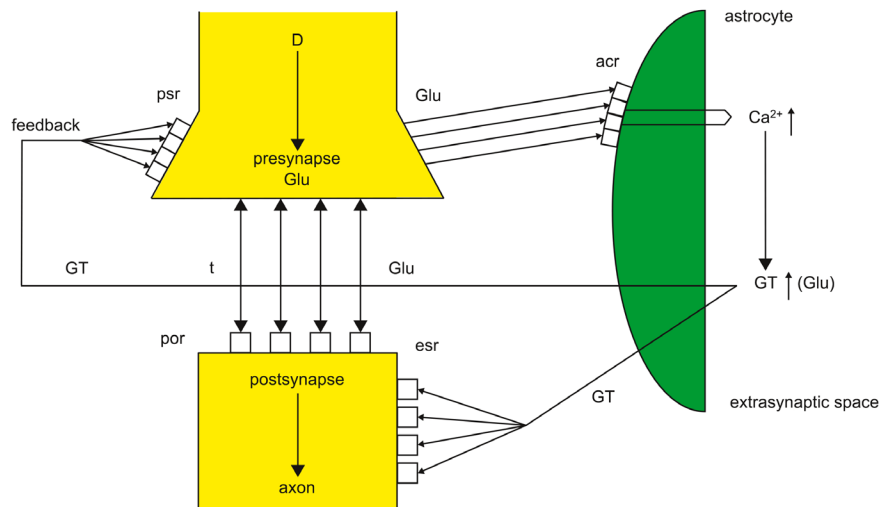 astrocyte
D
acr
Glu
psr
Ca²⁺
feedback
presynapse
Glu
GT
t
Glu
GT
(Glu)
por
esr
postsynapse
GT
extrasynaptic space
axon